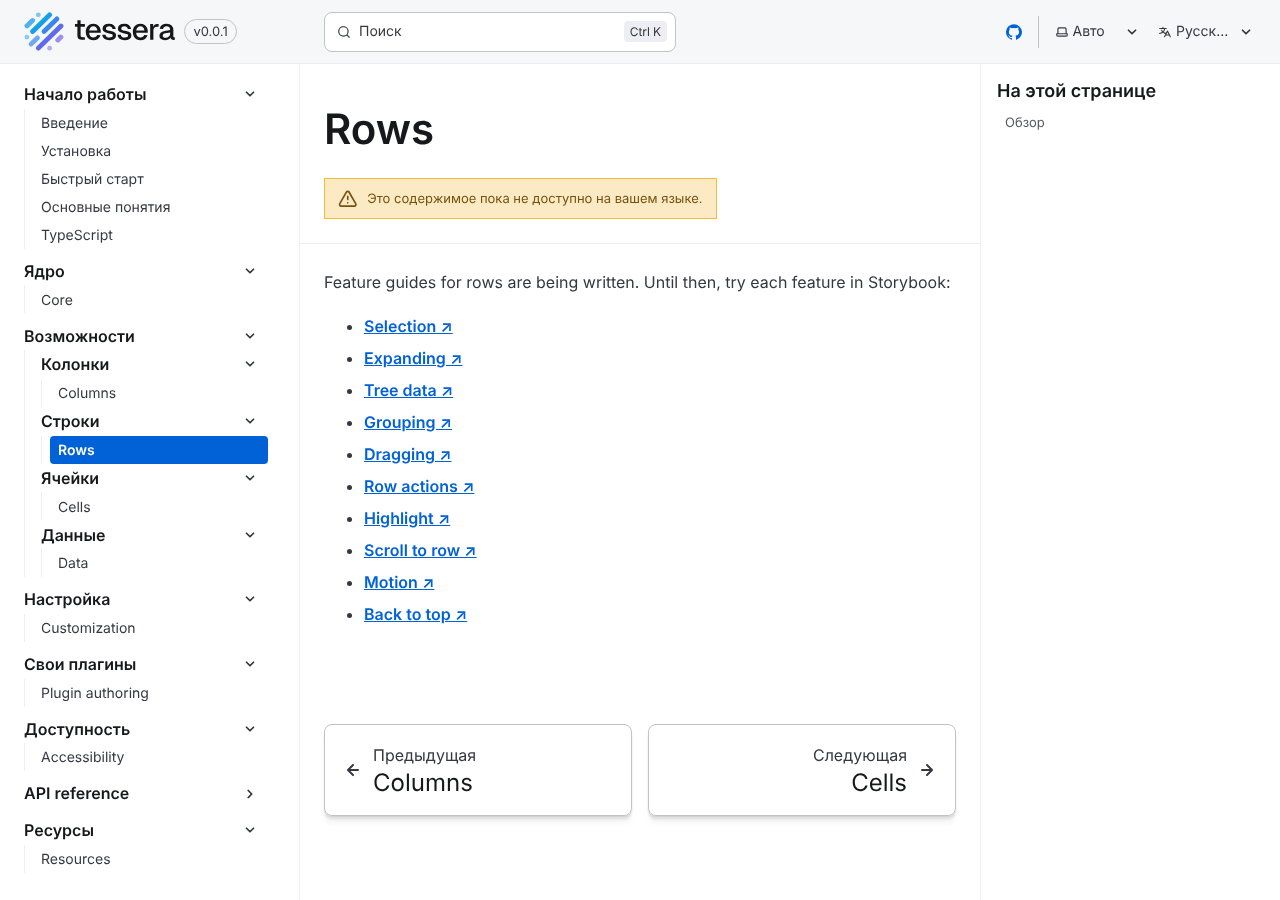 tessera
v0.0.1
Поиск
Ctrl K
Авто
Русск...
Начало работы
Введение
Установка
Быстрый старт
Основные понятия
TypeScript
Ядро
Core
Возможности
Колонки
Columns
Строки
Rows
Ячейки
Cells
Данные
Data
Настройка
Customization
Свои плагины
Plugin authoring
Доступность
Accessibility
API reference
Ресурсы
Resources
Rows
Это содержимое пока не доступно на вашем языке.
Feature guides for rows are being written. Until then, try each feature in Storybook:
Selection ↗
Expanding ↗
Tree data ↗
Grouping ↗
Dragging ↗
Row actions ↗
Highlight ↗
Scroll to row ↗
Motion ↗
Back to top ↗
Предыдущая
Columns
Следующая
Cells
На этой странице
Обзор